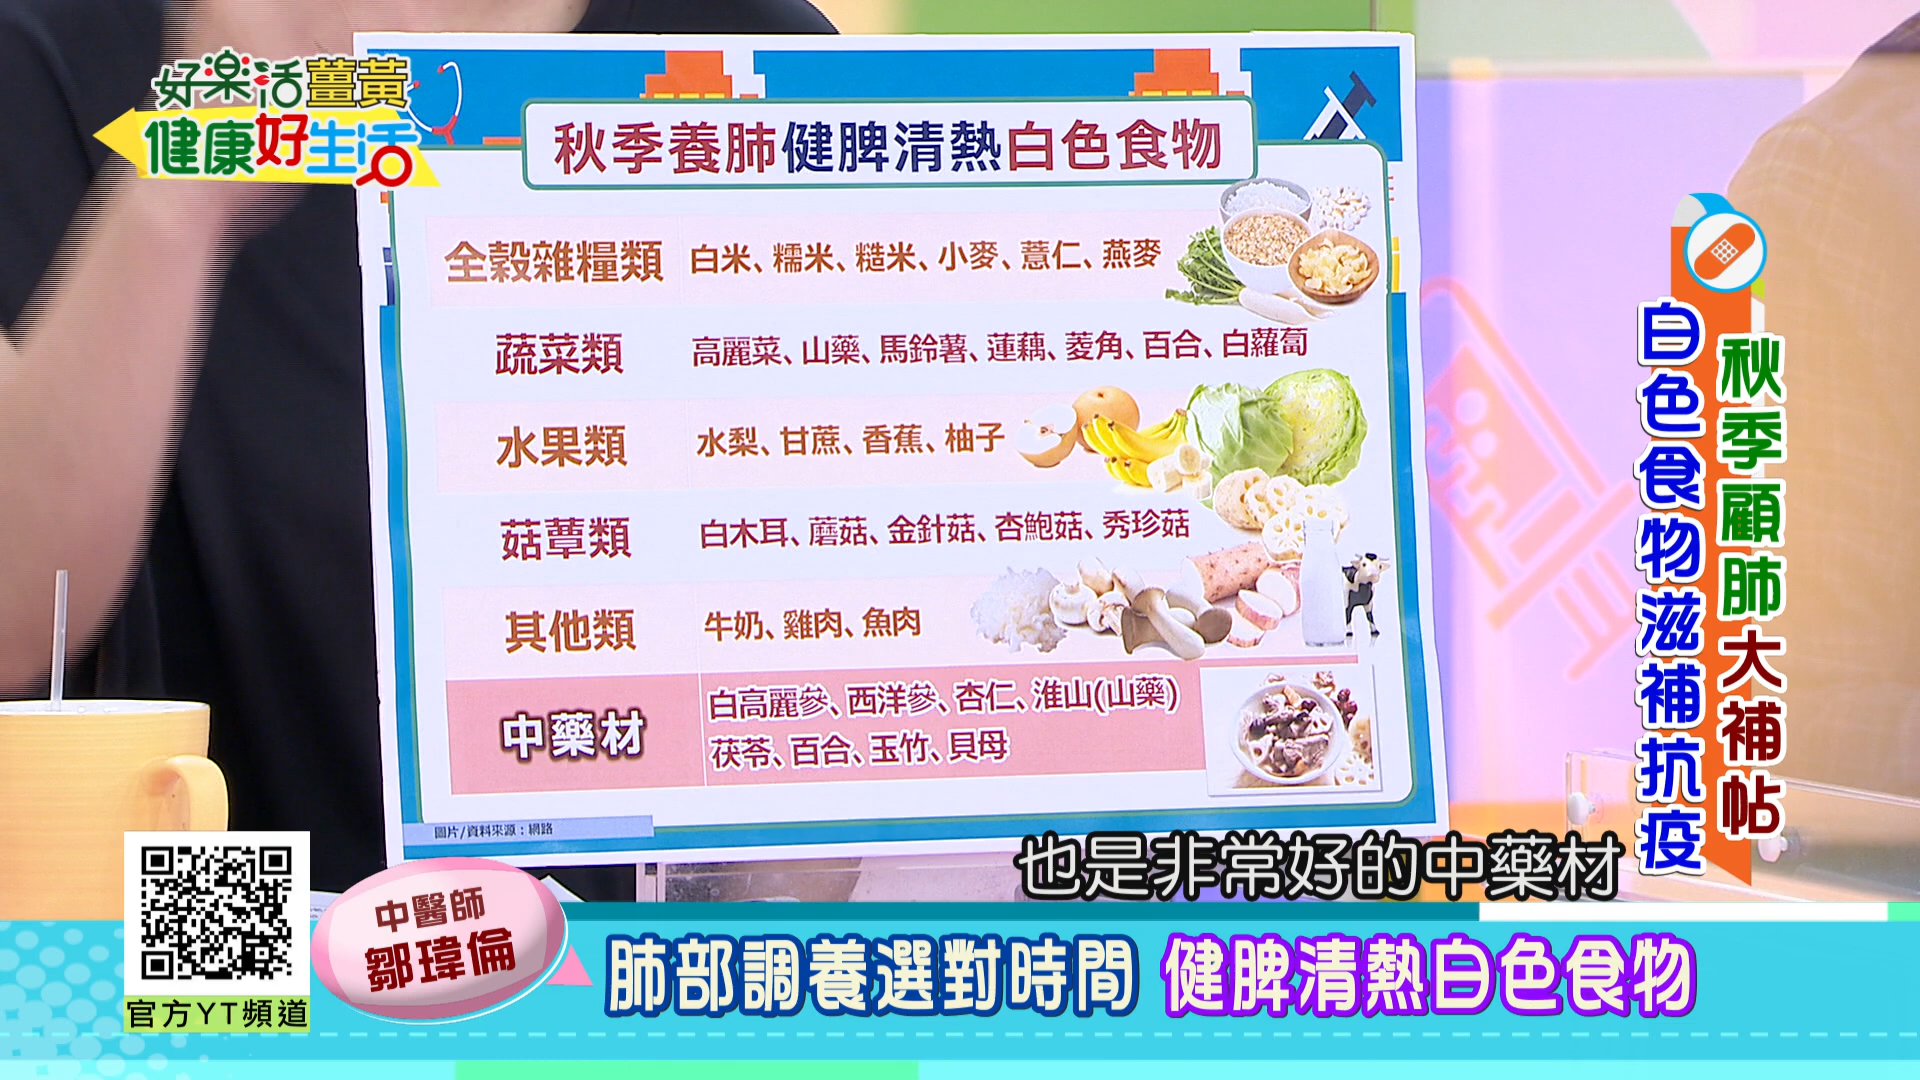 好樂活薑黃
健康好生活
秋季養肺健脾清熱白色食物
全穀雜糧類 白米、糯米、糙米、小麥、薏仁、燕麥
蔬菜類 高麗菜、山藥、馬鈴薯、蓮藕、菱角、百合、白蘿蔔
水果類 水梨、甘蔗、香蕉、柚子
菇蕈類 白木耳、蘑菇、金針菇、杏鮑菇、秀珍菇
其他類 牛奶、雞肉、魚肉
中藥材 白高麗參、西洋參、杏仁、淮山(山藥)
茯苓、百合、玉竹、貝母
圖片/資料來源：網路
秋季顧肺大補帖
白色食物滋補抗疫
也是非常好的中藥材
中醫師
鄒瑋倫
肺部調養選對時間 健脾清熱白色食物
官方YT頻道